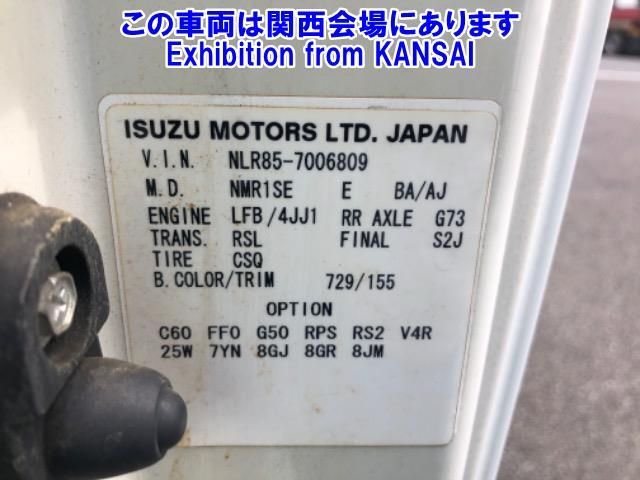 この車両は関西会場にあります
Exhibition from KANSAI
ISUZU MOTORS LTD. JAPAN
V.I.N. NLR85-7006809
M.D. NMR1SE E BA/AJ
ENGINE LFB/4JJ1 RR AXLE G73
TRANS. RSL FINAL S2J
TIRE CSQ
B.COLOR/TRIM 729/155
OPTION
C60 FF0 G50 RPS RS2 V4R
25W 7YN 8GJ 8GR 8JM